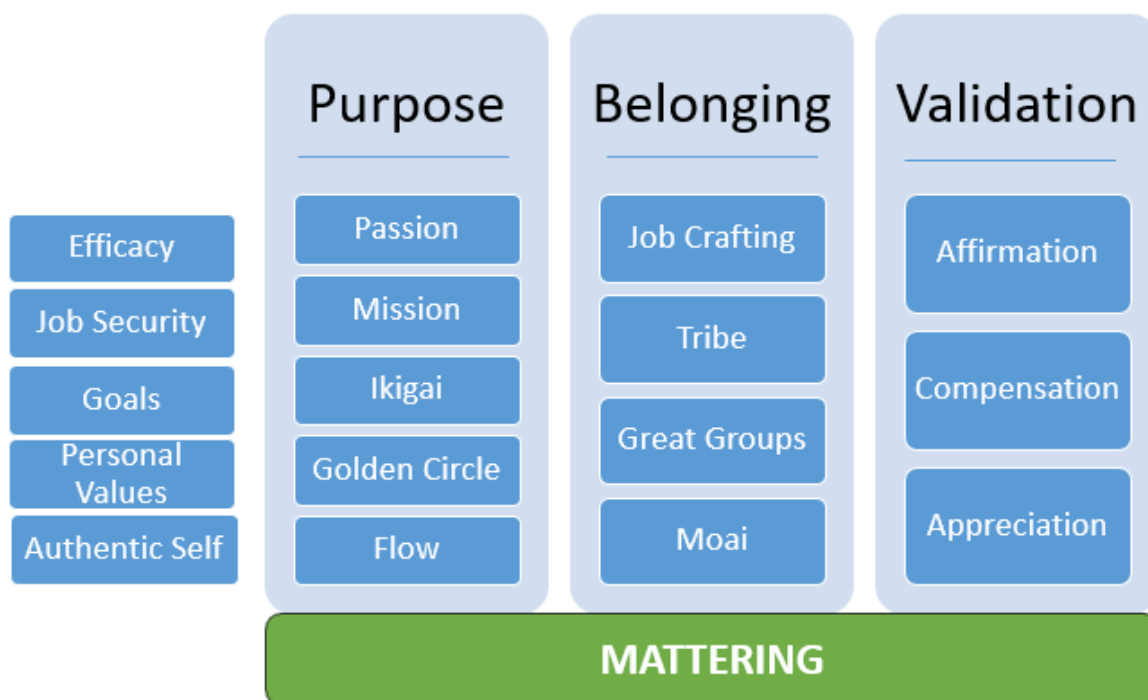 Purpose
Belonging
Validation
Efficacy
Job Security
Goals
Personal
Values
Authentic Self
Passion
Mission
Ikigai
Golden Circle
Flow
Job Crafting
Tribe
Great Groups
Moai
Affirmation
Compensation
Appreciation
MATTERING